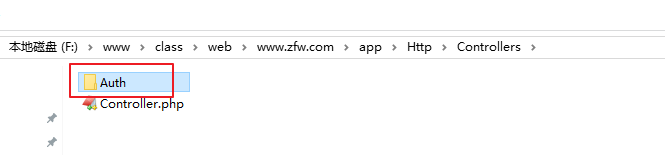 本地磁盘 (F:) > www > class > web > www.zfw.com > app > Http > Controllers >
Auth
Controller.php